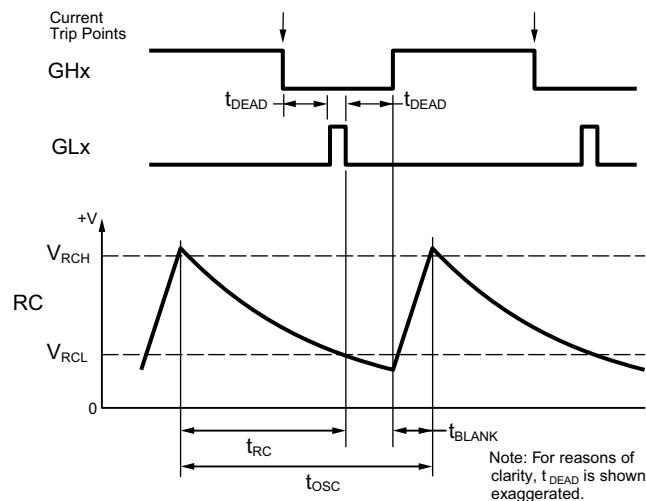 Current
Trip Points
GHx
tDEAD
tDEAD
GLx
+V
VRCH
RC
VRCL
0
tBLANK
tRC
tOSC
Note: For reasons of
clarity, tDEAD is shown
exaggerated.